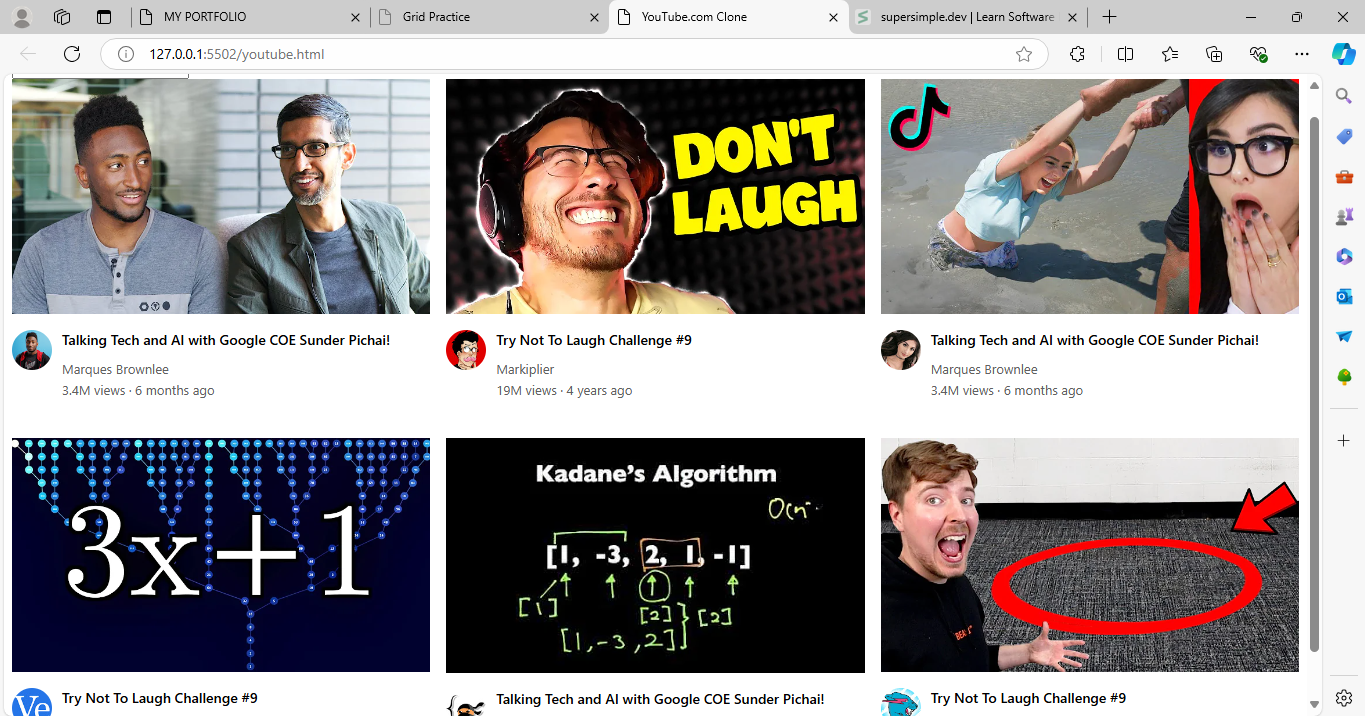 MY PORTFOLIO
Grid Practice
YouTube.com Clone
supersimple.dev | Learn Software
127.0.0.1:5502/youtube.html
DON'T
LAUGH
Talking Tech and AI with Google COE Sunder Pichai!
Marques Brownlee
3.4M views · 6 months ago
Try Not To Laugh Challenge #9
Markiplier
19M views · 4 years ago
Talking Tech and AI with Google COE Sunder Pichai!
Marques Brownlee
3.4M views · 6 months ago
3x+1
Kadane's Algorithm
[1, -3, 2, 1, -1]
[1]
[2]
[2]
[1, -3, 2]
Ve
Try Not To Laugh Challenge #9
Talking Tech and AI with Google COE Sunder Pichai!
Try Not To Laugh Challenge #9